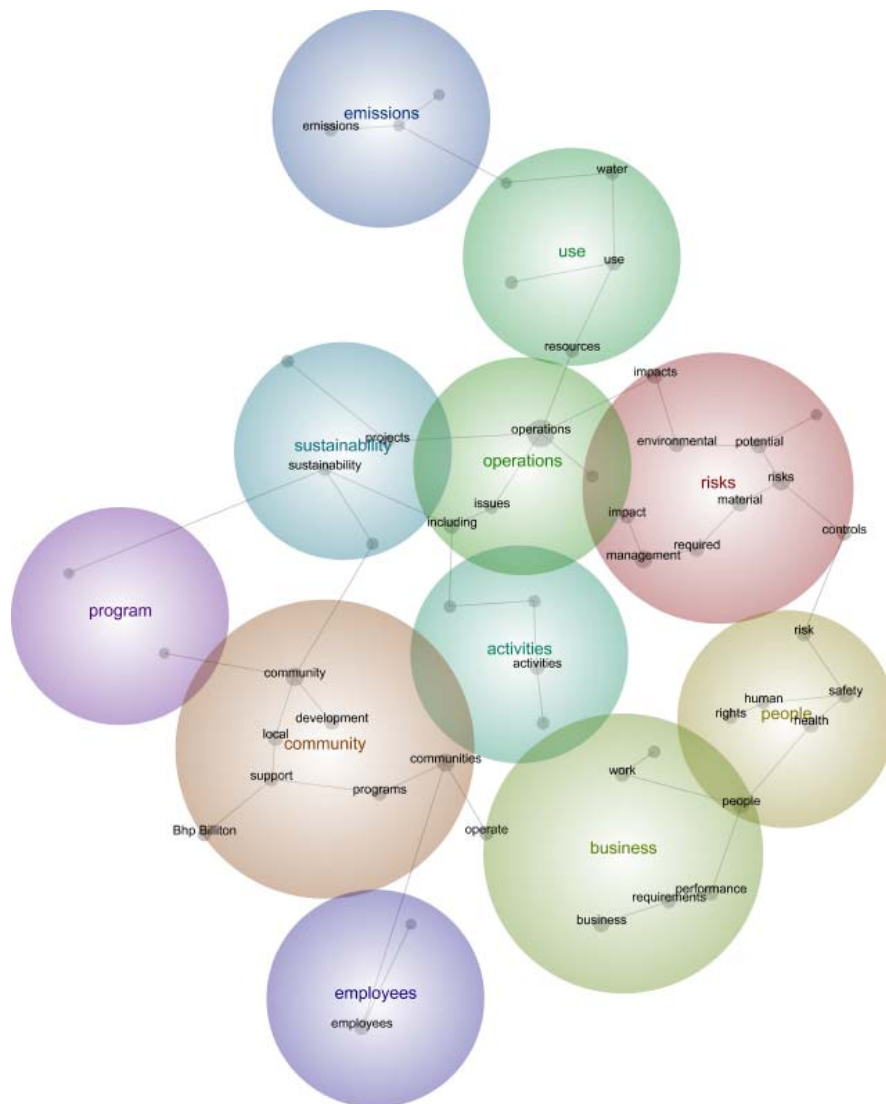 emissions
emissions
water
use
use
resources
impacts
operations
projects
sustainability
sustainability
environmental
potential
operations
risks
risks
material
issues
impact
including
controls
required
management
program
risk
activities
activities
community
safety
human
rights
people
health
development
local
community
communities
work
support
programs
people
Bhp Billiton
operate
business
performance
requirements
business
employees
employees